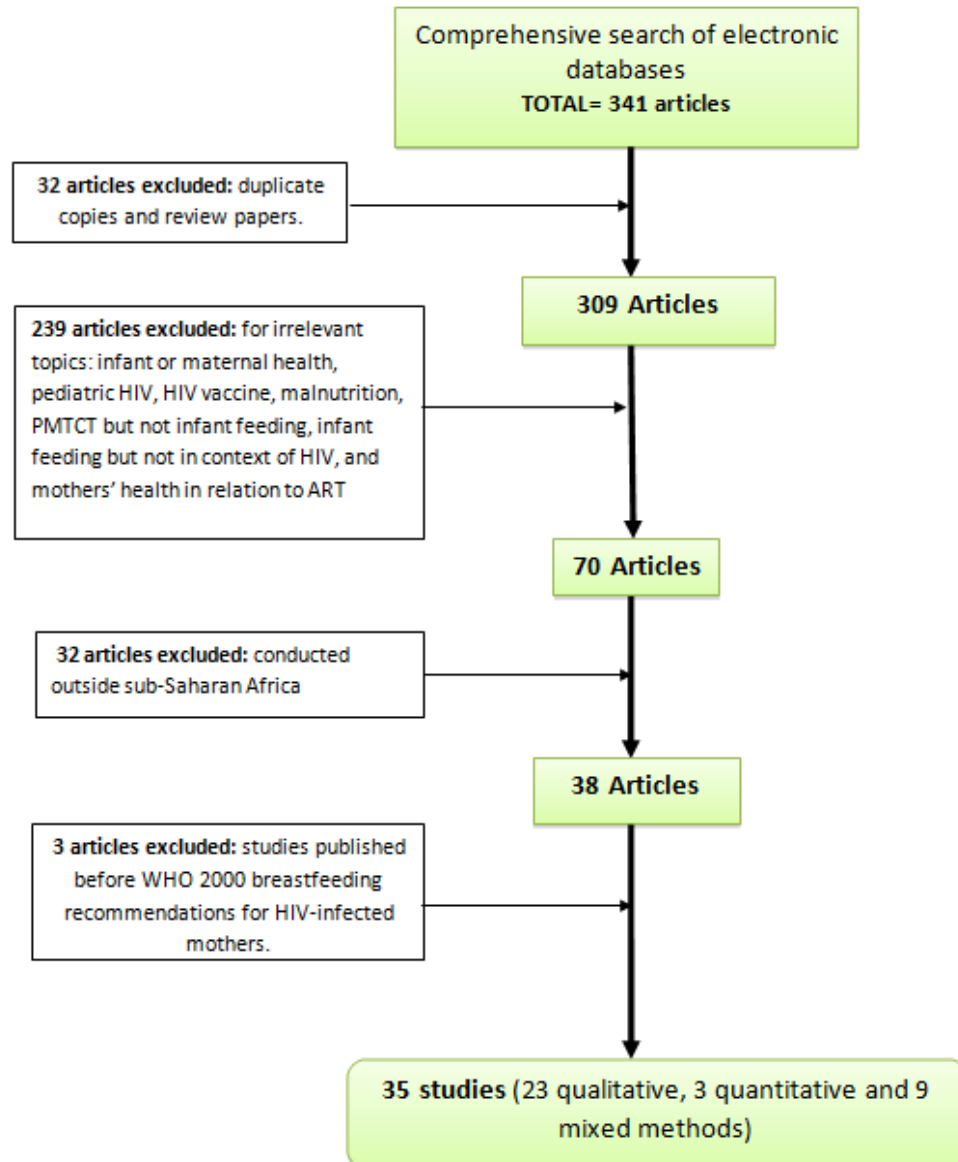 Comprehensive search of electronic
databases
TOTAL= 341 articles
32 articles excluded: duplicate
copies and review papers.
309 Articles
239 articles excluded: for irrelevant
topics: infant or maternal health,
pediatric HIV, HIV vaccine, malnutrition,
PMTCT but not infant feeding, infant
feeding but not in context of HIV, and
mothers’ health in relation to ART
70 Articles
32 articles excluded: conducted
outside sub-Saharan Africa
38 Articles
3 articles excluded: studies published
before WHO 2000 breastfeeding
recommendations for HIV-infected
mothers.
35 studies (23 qualitative, 3 quantitative and 9
mixed methods)